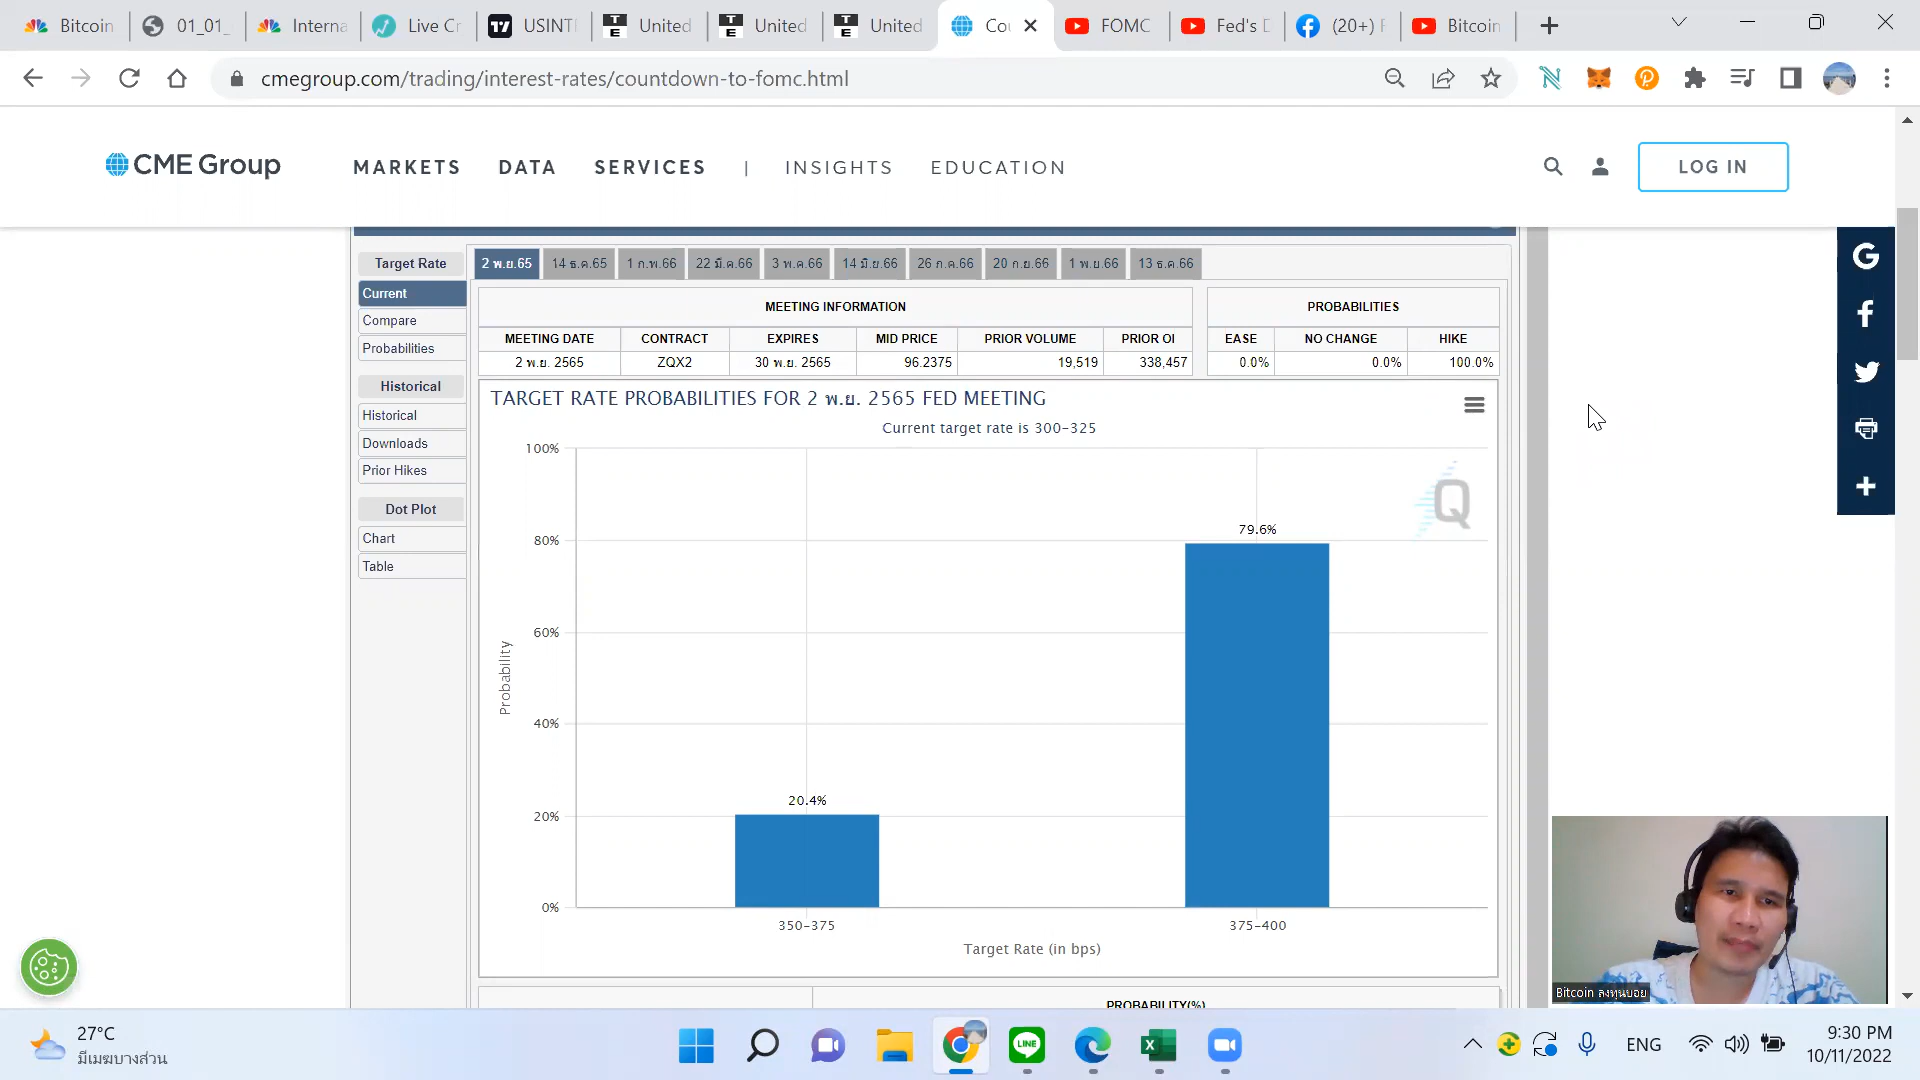 Bitcoin
01_01_
Interna
Live Cr
USINT
United
United
United
Co
FOMC
Fed's D
(20+) F
Bitcoin
cmegroup.com/trading/interest-rates/countdown-to-fomc.html
CME Group
MARKETS DATA SERVICES | INSIGHTS EDUCATION
LOG IN
Target Rate
Current
Compare
Probabilities
Historical
Historical
Downloads
Prior Hikes
Dot Plot
Chart
Table
2 พ.ย.65 14 ธ.ค.65 1 ก.พ.66 22 มี.ค.66 3 พ.ค.66 14 มิ.ย.66 26 ก.ค.66 20 ก.ย.66 1 พ.ย.66 13 ธ.ค.66
MEETING INFORMATION
MEETING DATE CONTRACT EXPIRES MID PRICE PRIOR VOLUME PRIOR OI
2 พ.ย. 2565 ZQX2 30 พ.ย. 2565 96.2375 19,519 338,457
PROBABILITIES
EASE NO CHANGE HIKE
0.0% 0.0% 100.0%
TARGET RATE PROBABILITIES FOR 2 พ.ย. 2565 FED MEETING
Current target rate is 300-325
Q
100%
80%
60%
40%
20%
0%
Probability
20.4%
79.6%
350-375
375-400
Target Rate (in bps)
PROBABILITY(%)
Bitcoin ลงทุนบอย
27°C
มีเมฆบางส่วน
LINE
ENG
9:30 PM
10/11/2022